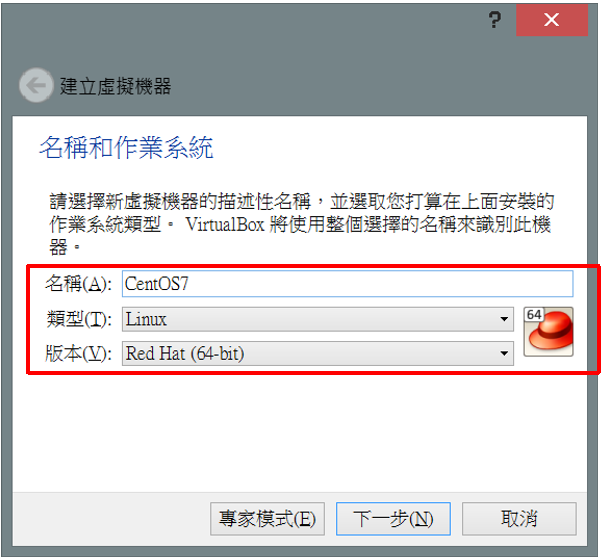 ?
建立虛擬機器
名稱和作業系統
請選擇新虛擬機器的描述性名稱，並選取您打算在上面安裝的
作業系統類型。 VirtualBox 將使用整個選擇的名稱來識別此機
器。
名稱(A): CentOS7
類型(T): Linux
64
版本(V): Red Hat (64-bit)
專家模式(E) 下一步(N) 取消